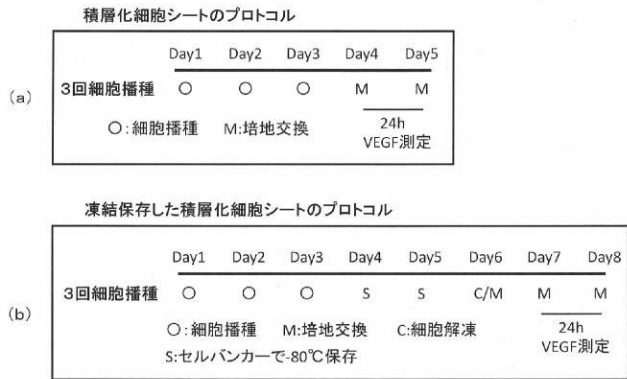 積層化細胞シートのプロトコル
(a)
Day1 Day2 Day3 Day4 Day5
3回細胞播種 ○ ○ ○ M M
○:細胞播種 M:培地交換
24h
VEGF測定
凍結保存した積層化細胞シートのプロトコル
(b)
Day1 Day2 Day3 Day4 Day5 Day6 Day7 Day8
3回細胞播種 ○ ○ ○ S S C/M M M
○:細胞播種 M:培地交換 C:細胞解凍
24h
S:セルバンカーで-80℃保存
VEGF測定